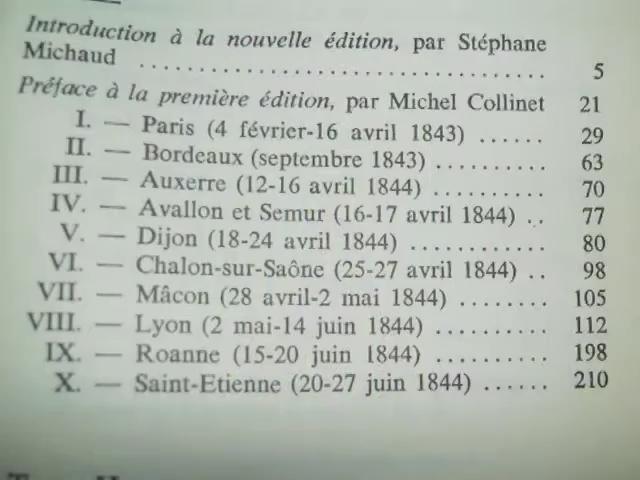 Introduction à la nouvelle édition, par Stéphane
Michaud ................................. 5
Préface à la première édition, par Michel Collinet 21
I. — Paris (4 février-16 avril 1843) ...... 29
II. — Bordeaux (septembre 1843) .......... 63
III. — Auxerre (12-16 avril 1844) .......... 70
IV. — Avallon et Semur (16-17 avril 1844) .. 77
V. — Dijon (18-24 avril 1844) ............ 80
VI. — Chalon-sur-Saône (25-27 avril 1844) .. 98
VII. — Mâcon (28 avril-2 mai 1844) ........ 105
VIII. — Lyon (2 mai-14 juin 1844) .......... 112
IX. — Roanne (15-20 juin 1844) .......... 198
X. — Saint-Etienne (20-27 juin 1844) ...... 210